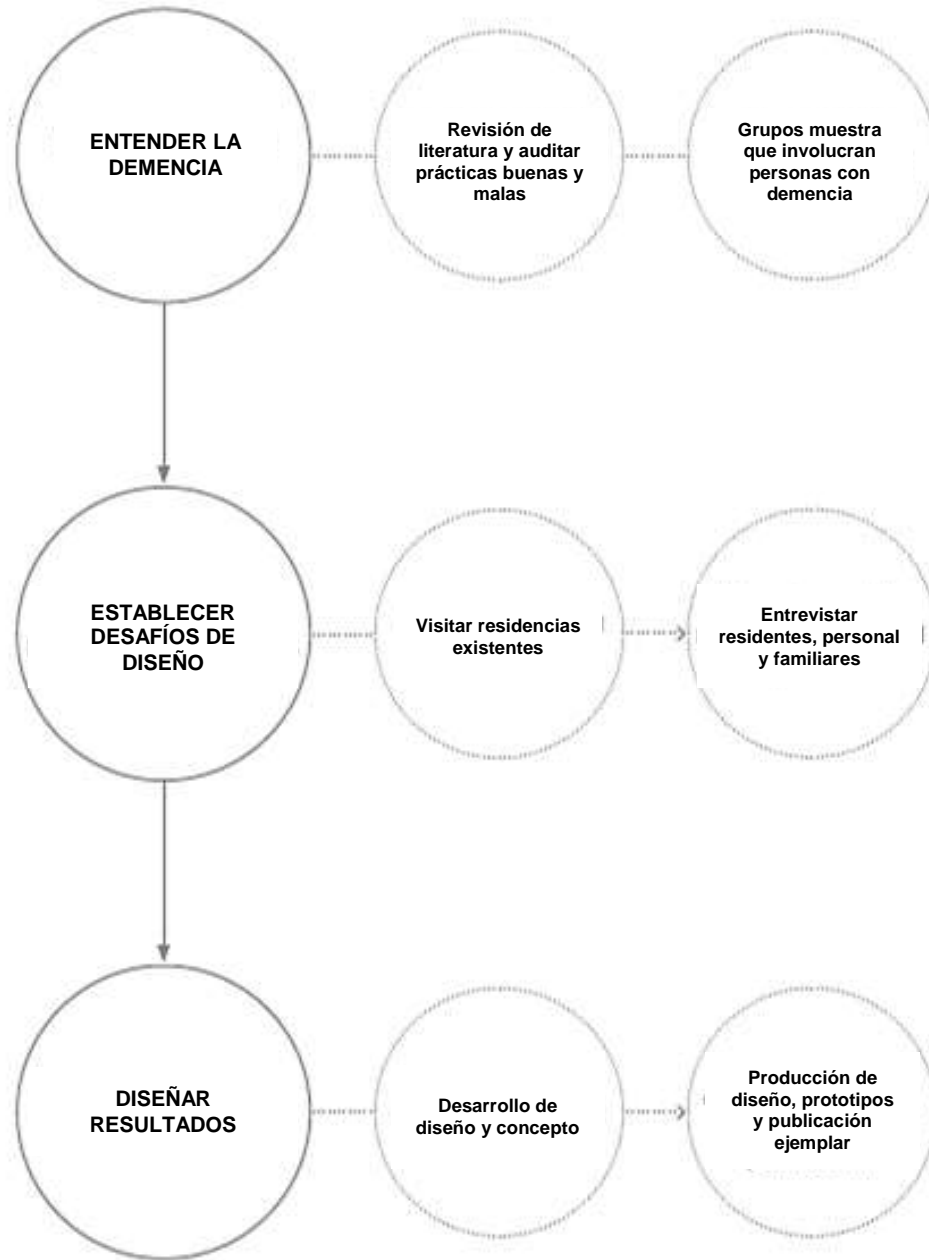 ENTENDER LA
DEMENCIA
Revisión de
literatura y auditar
prácticas buenas y
malas
Grupos muestra
que involucran
personas con
demencia
ESTABLECER
DESAFÍOS DE
DISEÑO
Visitar residencias
existentes
Entrevistar
residentes, personal
y familiares
DISEÑAR
RESULTADOS
Desarrollo de
diseño y concepto
Producción de
diseño, prototipos
y publicación
ejemplar